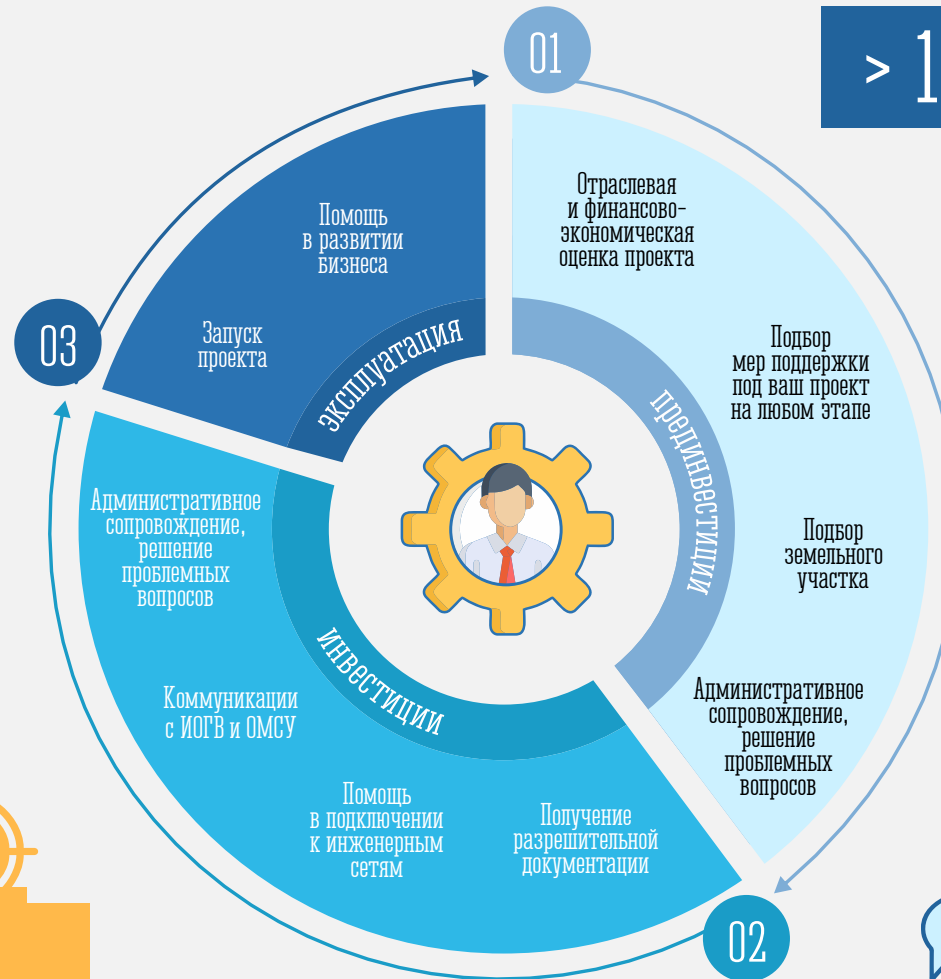 01
> 1
Отраслевая
и финансово-
экономическая
оценка проекта
Подбор
мер поддержки
под ваш проект
на любом этапе
Подбор
земельного
участка
Административное
сопровождение,
решение
проблемных
вопросов
прединвестиции
02
Получение
разрешительной
документации
Помощь
в подключении
к инженерным
сетям
Коммуникации
с ИОГВ и ОМСУ
Административное
сопровождение,
решение
проблемных
вопросов
инвестиции
03
Запуск
проекта
Помощь
в развитии
бизнеса
эксплуатация